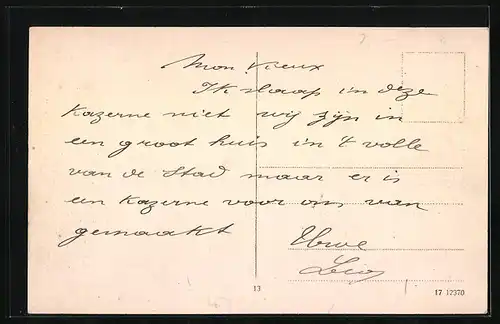 Mon Vieux
Ik slaap in deze
kazerne niet wij zijn in
een groot huis in 't volle
van de Stad maar er is
een kazerne voor ons van
gemaakt
13
17 12370